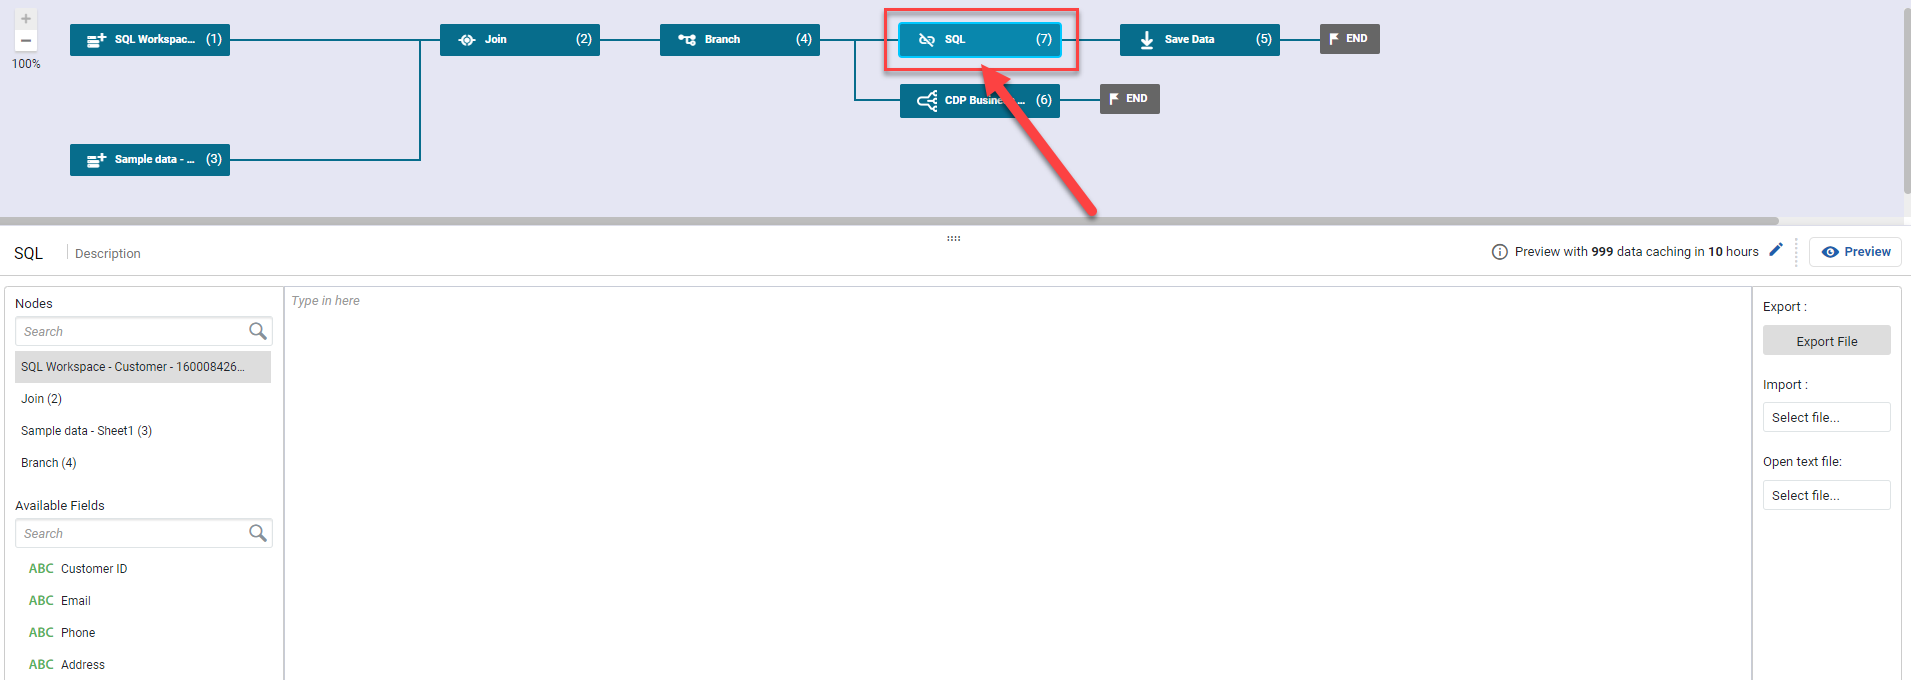 SQL Workspac... (1)
Join (2)
Branch (4)
SQL (7)
Save Data (5)
END
100%
CDP Busine... (6)
END
Sample data - ... (3)
SQL
Description
Preview with 999 data caching in 10 hours
Preview
Nodes
Search
SQL Workspace - Customer - 160008426...
Join (2)
Sample data - Sheet1 (3)
Branch (4)
Available Fields
Search
ABC Customer ID
ABC Email
ABC Phone
ABC Address
Type in here
Export :
Export File
Import :
Select file...
Open text file:
Select file...